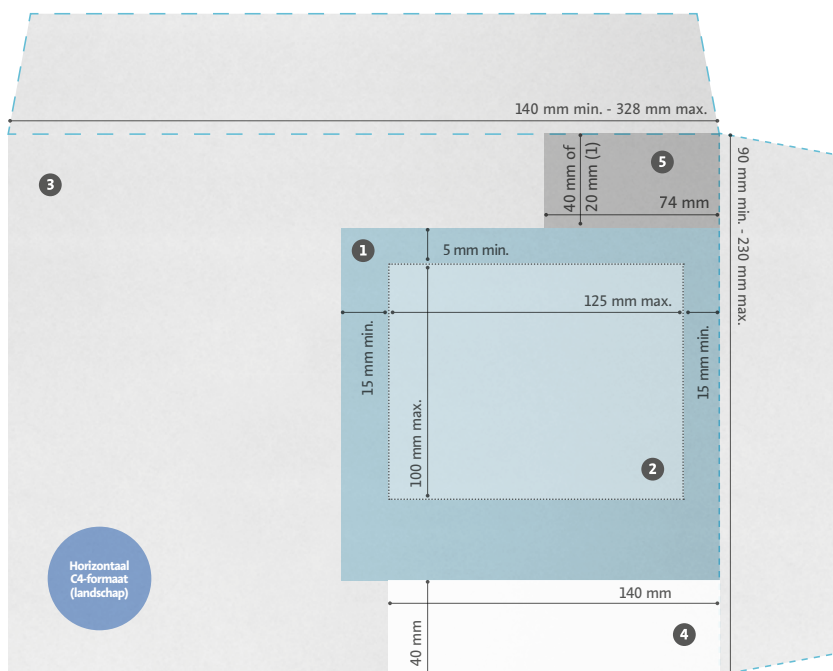 140 mm min. - 328 mm max.
3
40 mm of
20 mm (1)
5
74 mm
90 mm min. - 230 mm max.
1
5 mm min.
125 mm max.
15 mm min.
15 mm min.
100 mm max.
2
Horizontaal
C4-formaat
(landschap)
140 mm
40 mm
4